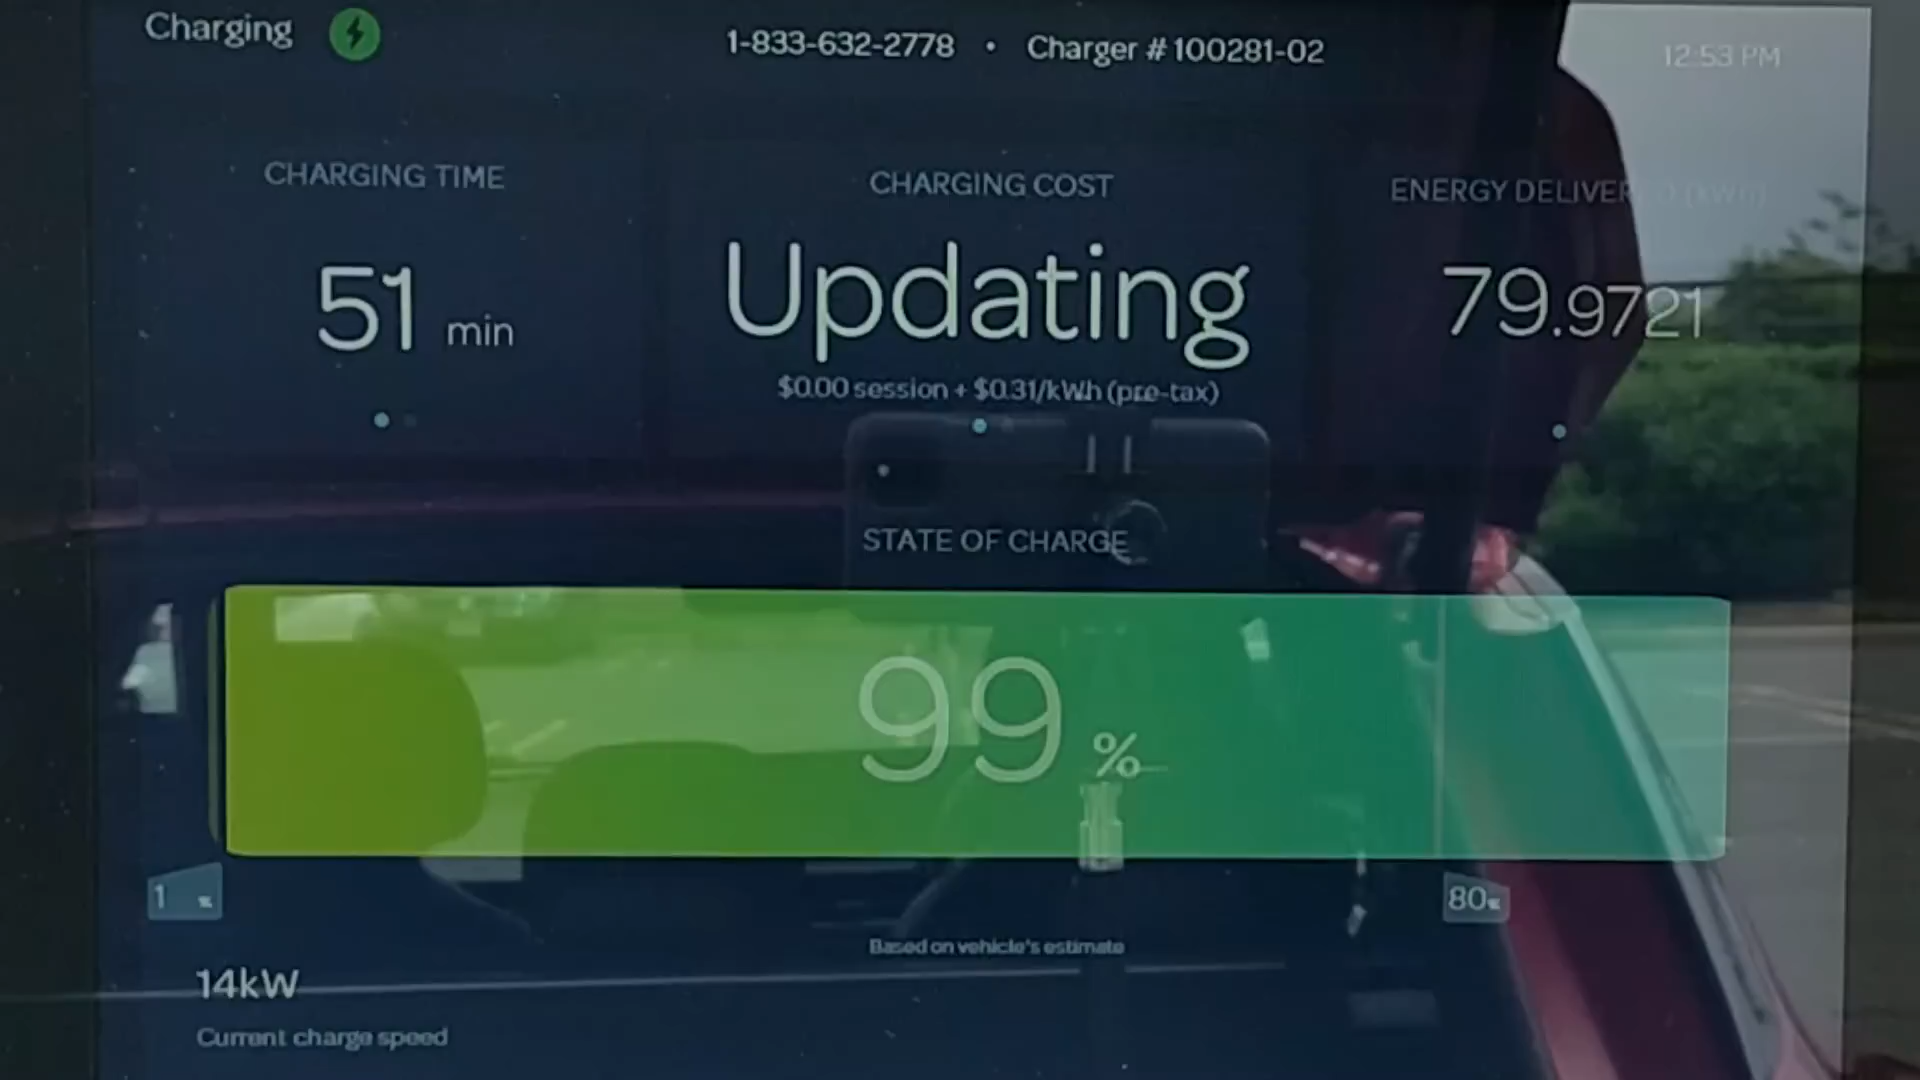 Charging
1-833-632-2778 • Charger # 100281-02
12:53 PM
CHARGING TIME
51 min
CHARGING COST
Updating
$0.00 session + $0.31/kWh (pre-tax)
ENERGY DELIVERED (kWh)
79.9721
STATE OF CHARGE
99 %
1
80
Based on vehicle's estimate
14kW
Current charge speed